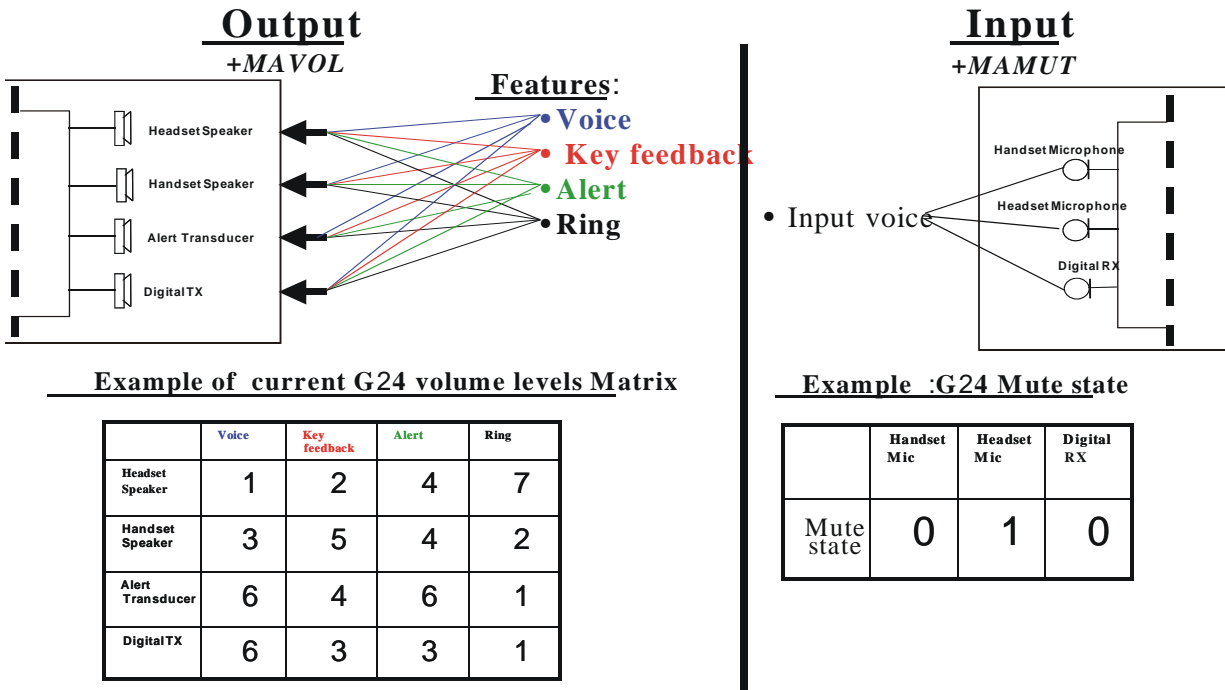 Output
+MAVOL
Features:
• Voice
• Key feedback
• Alert
• Ring
Headset Speaker
Handset Speaker
Alert Transducer
Digital TX
Example of current G24 volume levels Matrix
Voice Key feedback Alert Ring
Headset Speaker 1 2 4 7
Handset Speaker 3 5 4 2
Alert Transducer 6 4 6 1
Digital TX 6 3 3 1
Input
+MAMUT
Handset Microphone
Headset Microphone
Digital RX
• Input voice
Example :G24 Mute state
Handset Mic Headset Mic Digital RX
Mute state 0 1 0